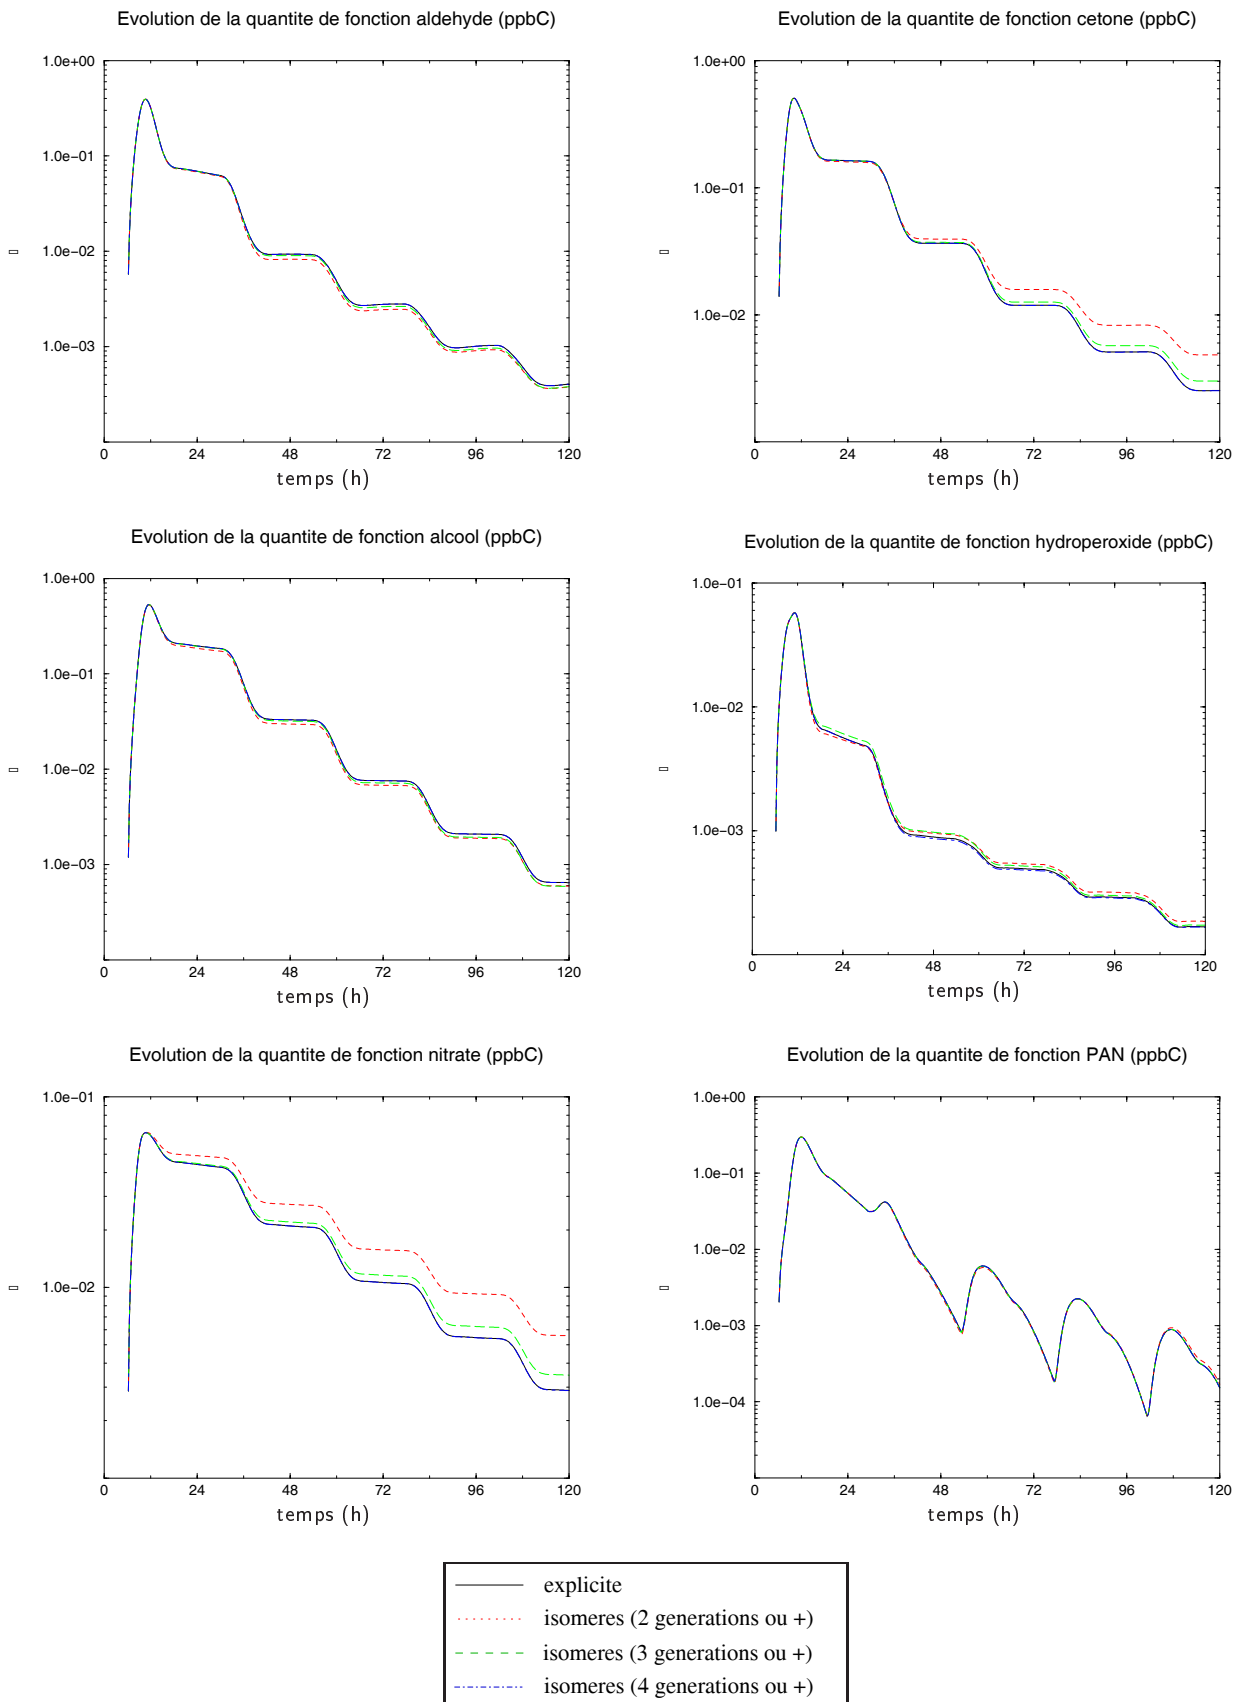 Evolution de la quantite de fonction aldehyde (ppbC)
1.0e+00
1.0e−01
1.0e−02
1.0e−03
0 24 48 72 96 120
temps (h)
Evolution de la quantite de fonction cetone (ppbC)
1.0e+00
1.0e−01
1.0e−02
0 24 48 72 96 120
temps (h)
Evolution de la quantite de fonction alcool (ppbC)
1.0e+00
1.0e−01
1.0e−02
1.0e−03
0 24 48 72 96 120
temps (h)
Evolution de la quantite de fonction hydroperoxide (ppbC)
1.0e−01
1.0e−02
1.0e−03
0 24 48 72 96 120
temps (h)
Evolution de la quantite de fonction nitrate (ppbC)
1.0e−01
1.0e−02
0 24 48 72 96 120
temps (h)
Evolution de la quantite de fonction PAN (ppbC)
1.0e+00
1.0e−01
1.0e−02
1.0e−03
1.0e−04
0 24 48 72 96 120
temps (h)
explicite
isomeres (2 generations ou +)
isomeres (3 generations ou +)
isomeres (4 generations ou +)